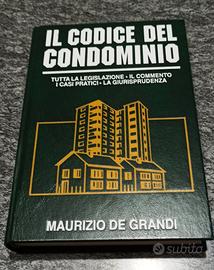 IL CODICE DEL
CONDOMINIO
TUTTA LA LEGISLAZIONE - IL COMMENTO
I CASI PRATICI - LA GIURISPRUDENZA
MAURIZIO DE GRANDI
subito